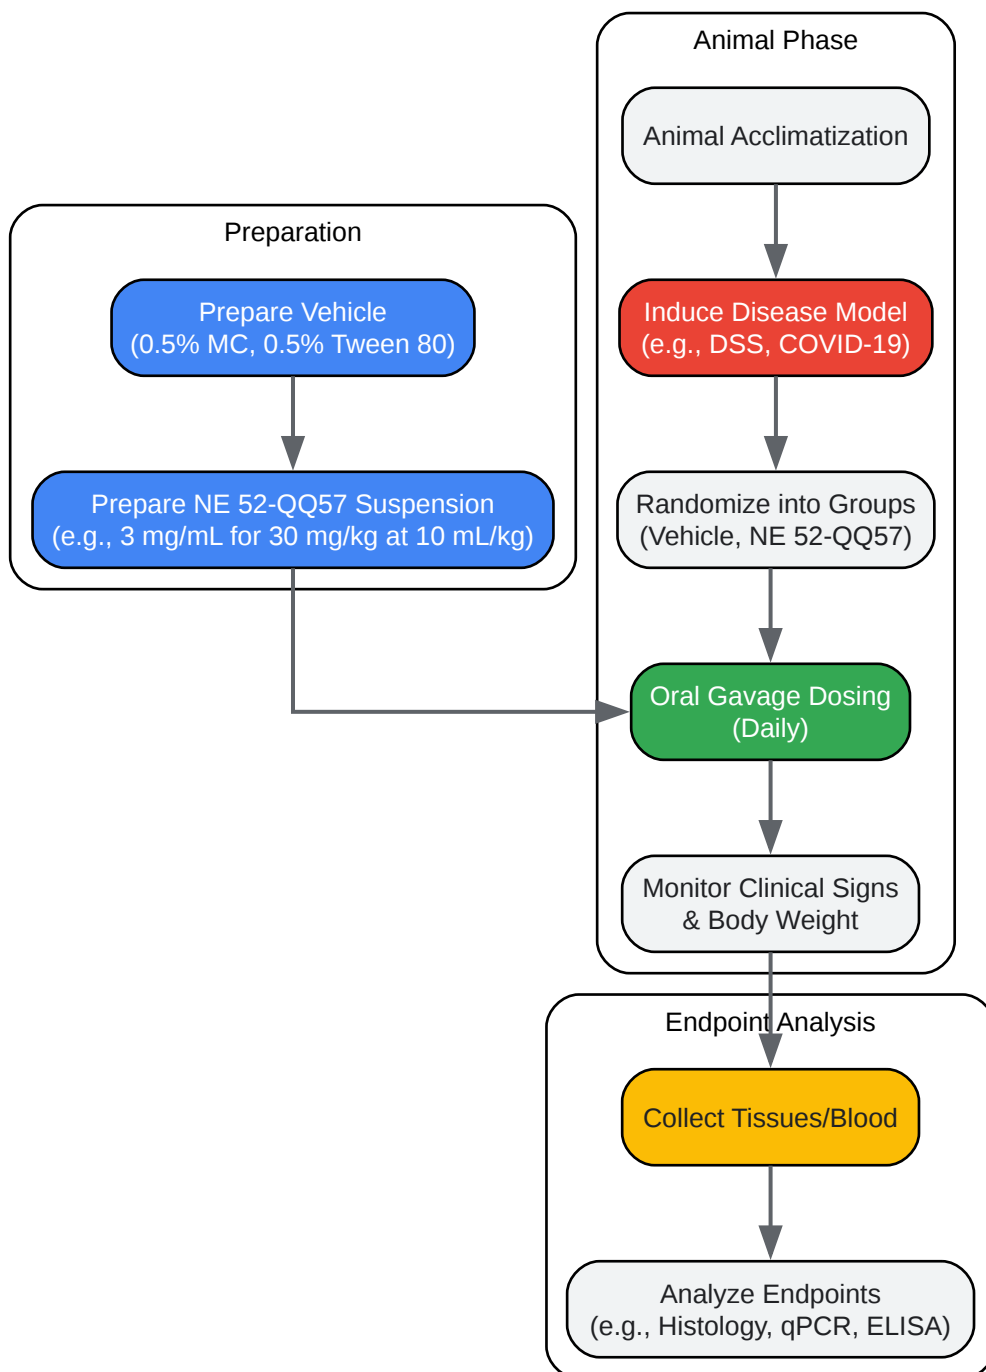 Preparation
Prepare Vehicle
(0.5% MC, 0.5% Tween 80)
Prepare NE 52-QQ57 Suspension
(e.g., 3 mg/mL for 30 mg/kg at 10 mL/kg)
Animal Phase
Animal Acclimatization
Induce Disease Model
(e.g., DSS, COVID-19)
Randomize into Groups
(Vehicle, NE 52-QQ57)
Oral Gavage Dosing
(Daily)
Monitor Clinical Signs
& Body Weight
Endpoint Analysis
Collect Tissues/Blood
Analyze Endpoints
(e.g., Histology, qPCR, ELISA)